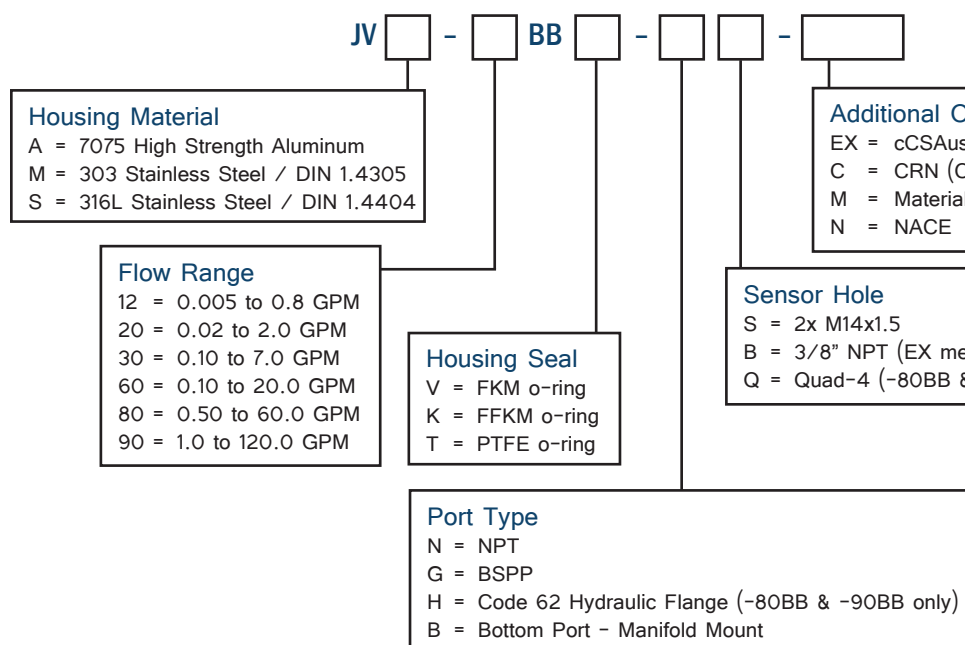 JV - BB - -
Housing Material
A = 7075 High Strength Aluminum
M = 303 Stainless Steel / DIN 1.4305
S = 316L Stainless Steel / DIN 1.4404
Additional
EX =
C = CRN
M =
N = NACE
Flow Range
12 = 0.005 to 0.8 GPM
20 = 0.02 to 2.0 GPM
30 = 0.10 to 7.0 GPM
60 = 0.10 to 20.0 GPM
80 = 0.50 to 60.0 GPM
90 = 1.0 to 120.0 GPM
Sensor Hole
S = 2x M14x1.5
B = 3/8" NPT (EX
Q = Quad-4 (-80BB &
Housing Seal
V = FKM o-ring
K = FFKM o-ring
T = PTFE o-ring
Port Type
N = NPT
G = BSPP
H = Code 62 Hydraulic Flange (-80BB & -90BB only)
B = Bottom Port - Manifold Mount